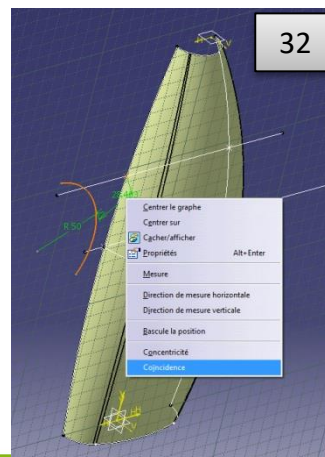 32
R 50
Centrer le graphe
Centrer sur
Cacher/afficher
Propriétés Alt+Enter
Mesure
Direction de mesure horizontale
Direction de mesure verticale
Bascule la position
Concentricité
Coïncidence